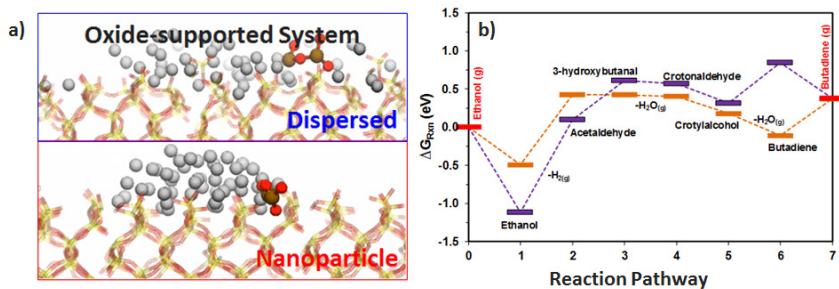 a)
Oxide-supported System
Dispersed
Nanoparticle
b)
ΔGrxn (eV)
1.5
1.0
0.5
0.0
-0.5
-1.0
-1.5
Ethanol (g)
Ethanol
-H2(g)
Acetaldehyde
3-hydroxybutanal
-H2O(g)
Crotonaldehyde
Crotylalcohol
-H2O(g)
Butadiene
Butadiene (g)
0 1 2 3 4 5 6 7
Reaction Pathway